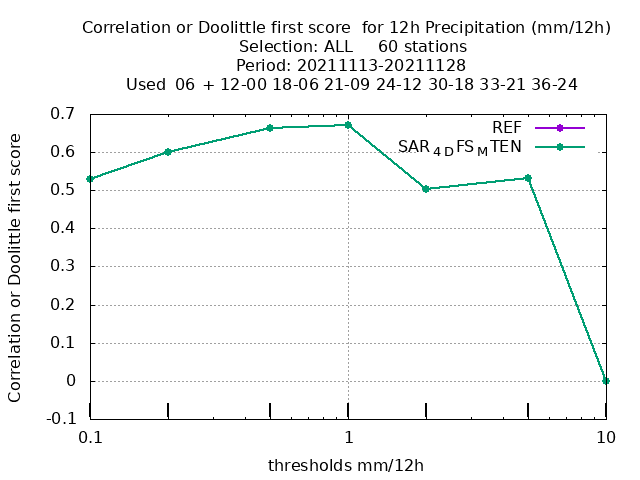 Correlation or Doolittle first score  for 12h Precipitation (mm/12h)
Selection: ALL     60 stations
Period: 20211113-20211128
Used  06 + 12-00 18-06 21-09 24-12 30-18 33-21 36-24
REF
SAR4DFSMTEN
Correlation or Doolittle first score
0.7
0.6
0.5
0.4
0.3
0.2
0.1
0
-0.1
0.1 1 10
thresholds mm/12h